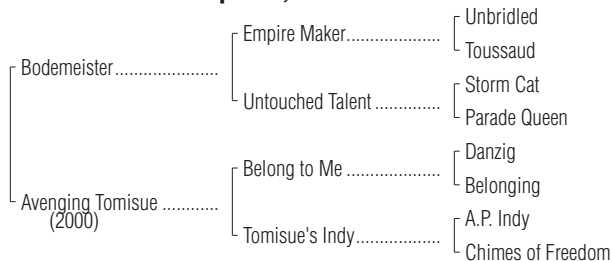 Unbridled
Empire Maker....................
Toussaud
Bodemeister......................
Storm Cat
Untouched Talent ..............
Parade Queen
Danzig
Belong to Me ....................
Belonging
Avenging Tomisue ............
(2000)
A.P. Indy
Tomisue's Indy..................
Chimes of Freedom